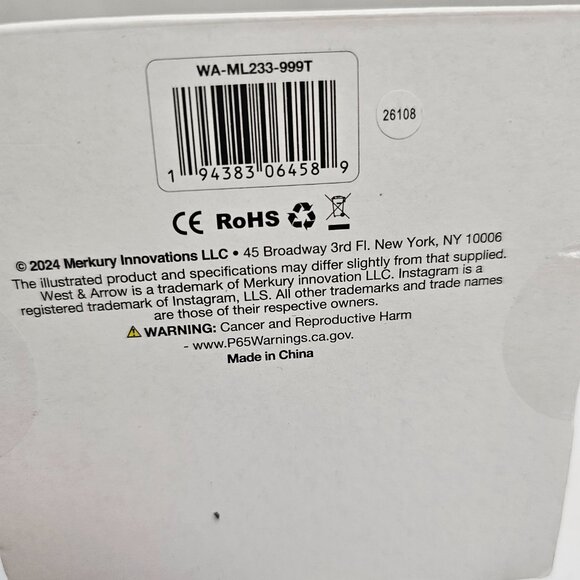 WA-ML233-999T
26108
1 94383 06458 9
CE RoHS
© 2024 Merkury Innovations LLC • 45 Broadway 3rd Fl. New York, NY 10006
The illustrated product and specifications may differ slightly from that supplied.
West & Arrow is a trademark of Merkury innovation LLC. Instagram is a
registered trademark of Instagram, LLS. All other trademarks and trade names
are those of their respective owners.
WARNING: Cancer and Reproductive Harm
- www.P65Warnings.ca.gov.
Made in China